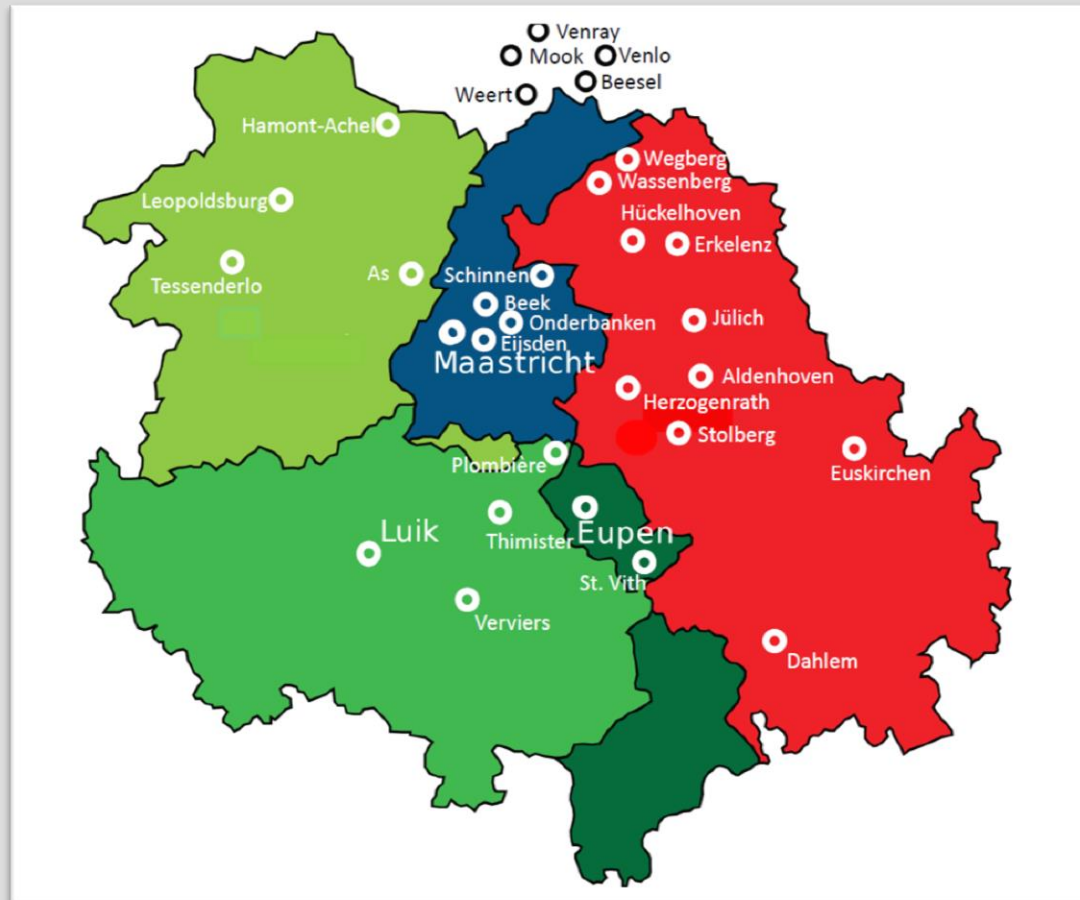 Venray
Mook
Venlo
Beesel
Weert
Hamont-Achel
Wegberg
Wassenberg
Leopoldsburg
Hückelhoven
Erkelenz
Tessenderlo
As
Schinnen
Beek
Onderbanken
Eijsden
Maastricht
Jülich
Aldenhoven
Herzogenrath
Stolberg
Euskirchen
Plombière
Luik
Thimister
Eupen
St. Vith
Verviers
Dahlem